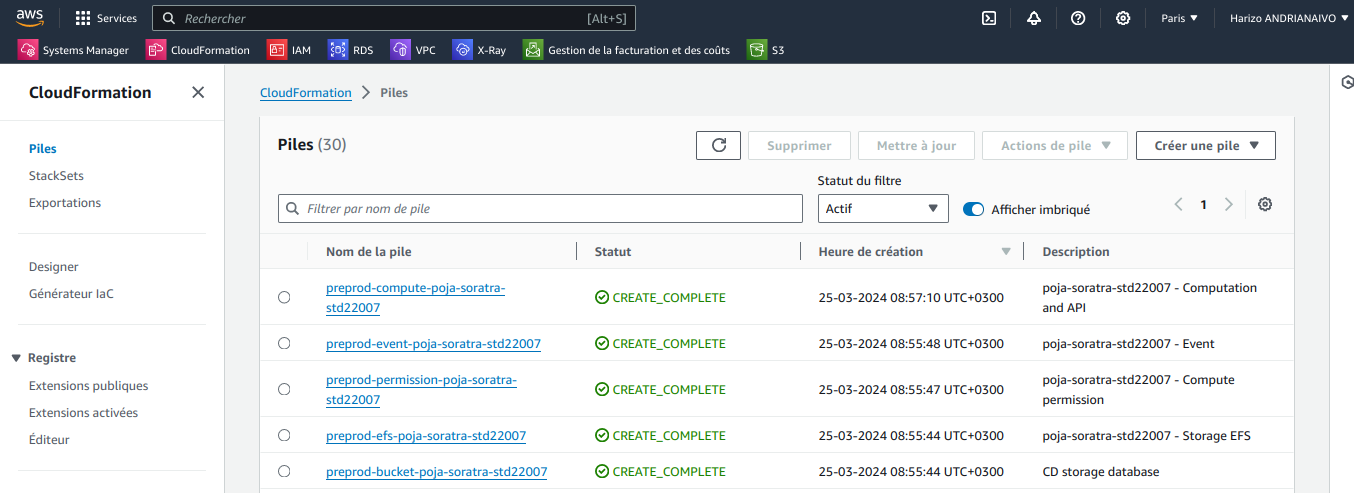 aws
Services
Rechercher
[Alt+S]
Paris
Harizo ANDRIANAIVO
Systems Manager
CloudFormation
IAM
RDS
VPC
X-Ray
Gestion de la facturation et des coûts
S3
CloudFormation
Piles
StackSets
Exportations
Designer
Générateur IaC
Registre
Extensions publiques
Extensions activées
Éditeur
CloudFormation
Piles
Piles (30)
Supprimer
Mettre à jour
Actions de pile
Créer une pile
Filtrer par nom de pile
Statut du filtre
Actif
Afficher imbriqué
1
Nom de la pile
Statut
Heure de création
Description
preprod-compute-poja-soratra-
std22007
CREATE_COMPLETE
25-03-2024 08:57:10 UTC+0300
poja-soratra-std22007 - Computation
and API
preprod-event-poja-soratra-std22007
CREATE_COMPLETE
25-03-2024 08:55:48 UTC+0300
poja-soratra-std22007 - Event
preprod-permission-poja-soratra-
std22007
CREATE_COMPLETE
25-03-2024 08:55:47 UTC+0300
poja-soratra-std22007 - Compute
permission
preprod-efs-poja-soratra-std22007
CREATE_COMPLETE
25-03-2024 08:55:44 UTC+0300
poja-soratra-std22007 - Storage EFS
preprod-bucket-poja-soratra-std22007
CREATE_COMPLETE
25-03-2024 08:55:44 UTC+0300
CD storage database